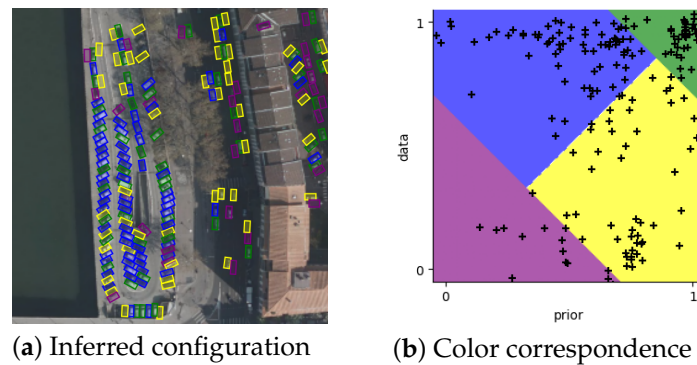 1
data
0
0
prior
1
(a) Inferred configuration
(b) Color correspondence